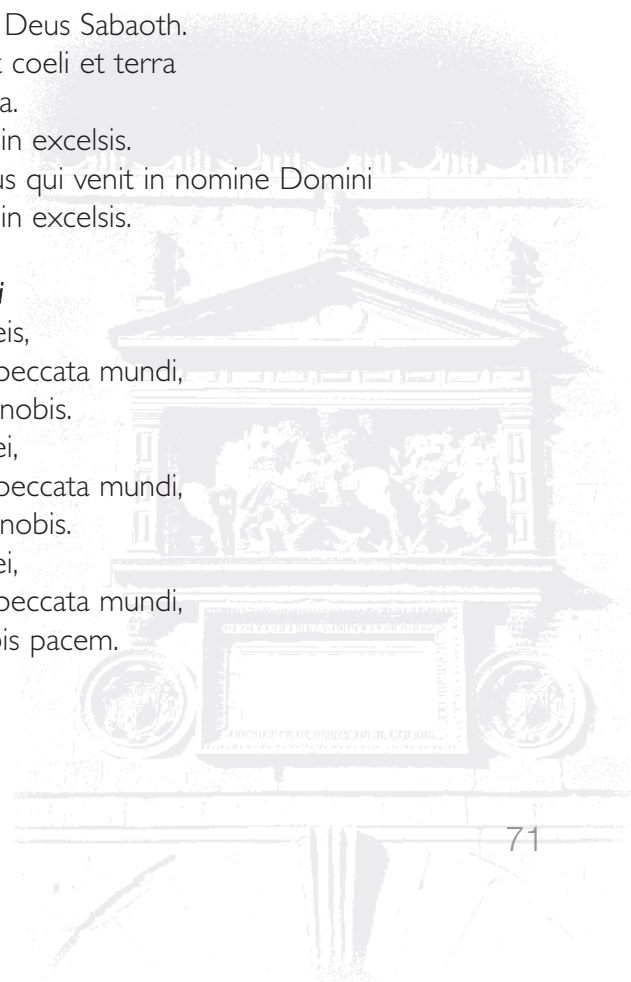 Deus Sabaoth.
t coeli et terra
a.
in excelsis.
us qui venit in nomine Domini
in excelsis.
i
eis,
peccata mundi,
nobis.
ei,
peccata mundi,
nobis.
ei,
peccata mundi,
is pacem.
71